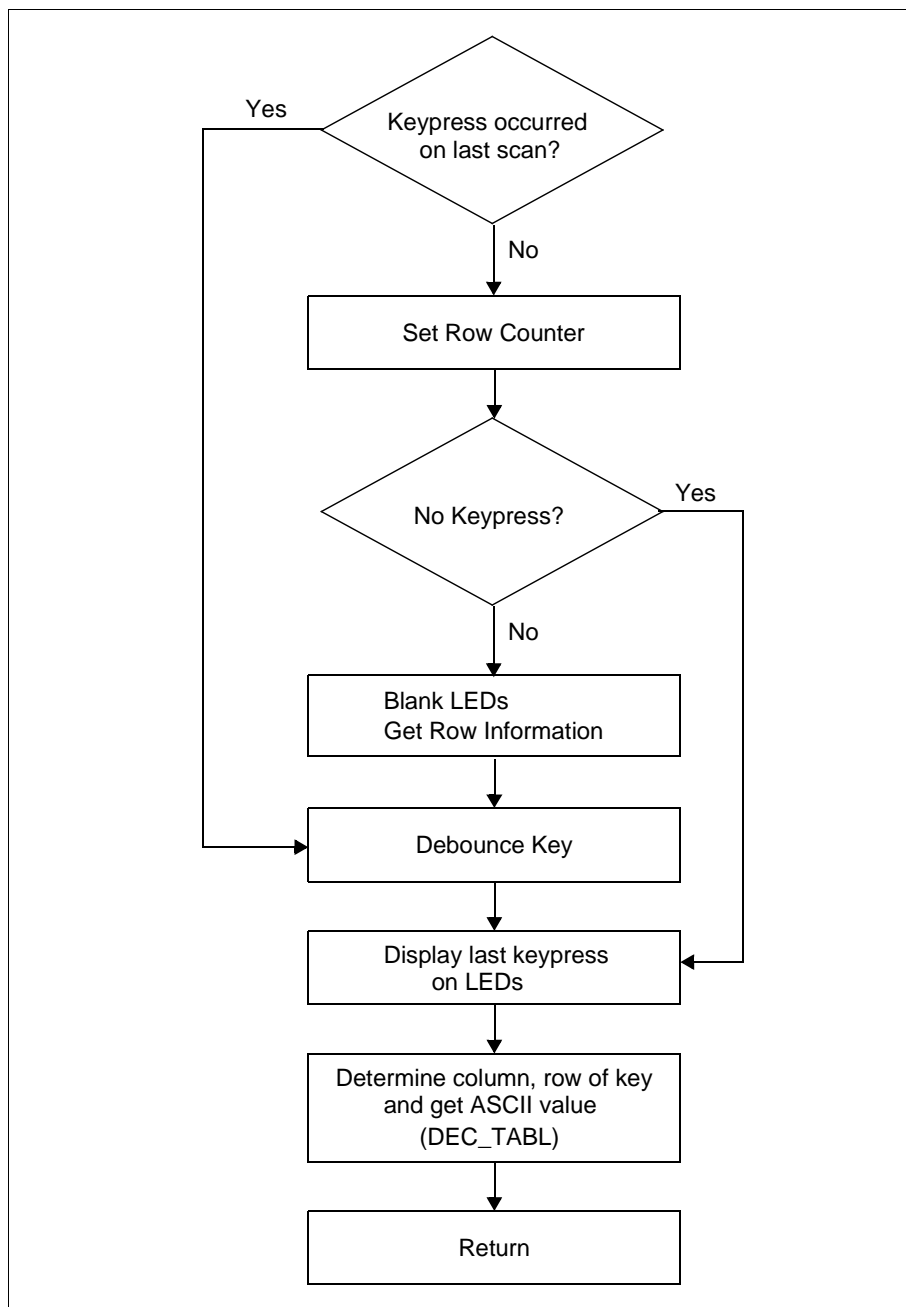 Yes
Keypress occurred
on last scan?
No
Set Row Counter
No Keypress?
Yes
No
Blank LEDs
Get Row Information
Debounce Key
Display last keypress
on LEDs
Determine column, row of key
and get ASCII value
(DEC_TABL)
Return